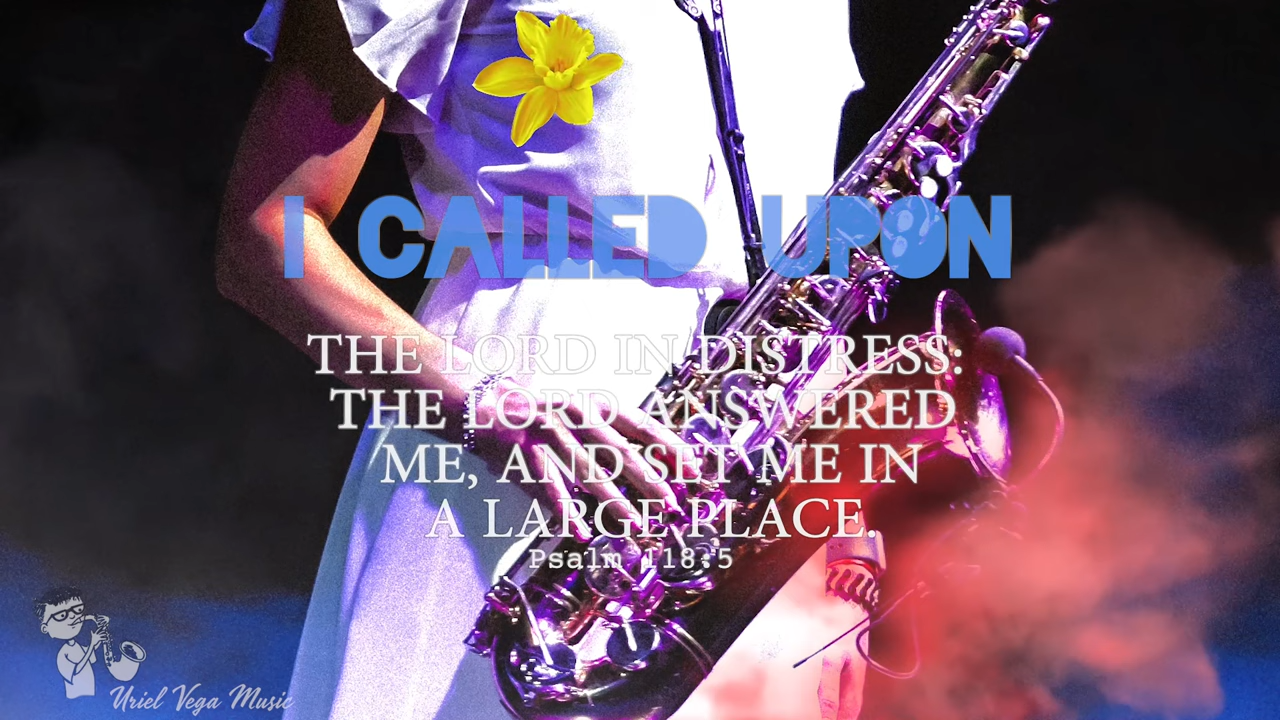 I CALLED UPON
THE LORD IN DISTRESS:
THE LORD ANSWERED
ME, AND SET ME IN
A LARGE PLACE.
Psalm 118:5
Uriel Vega Music